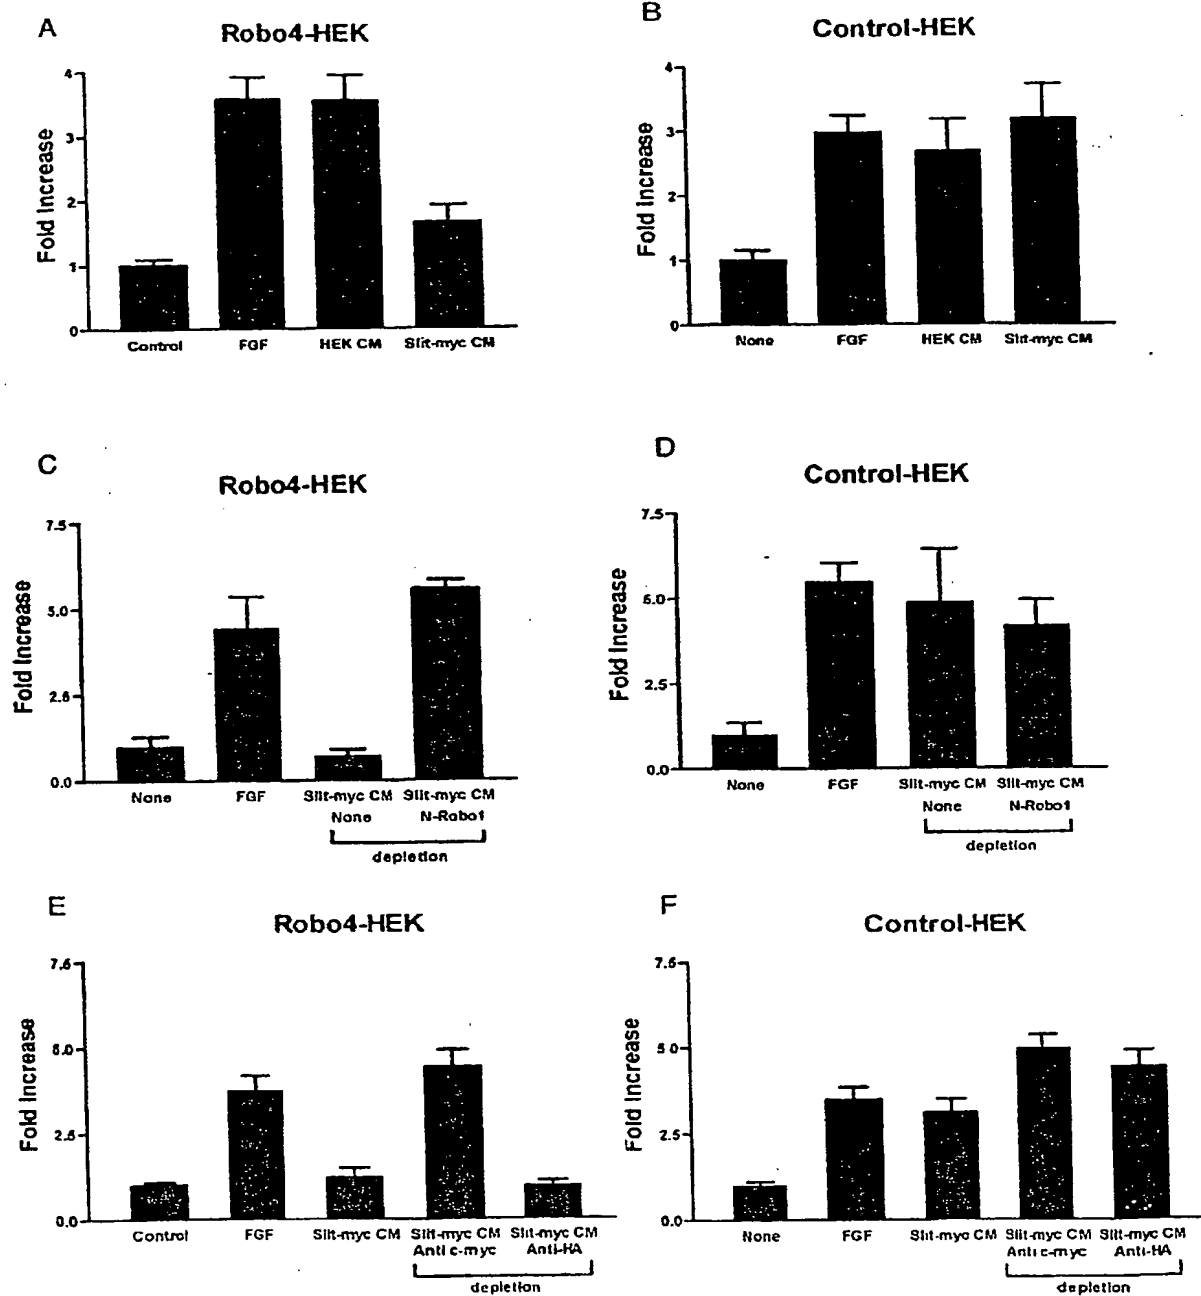 A
Robo4-HEK
Fold Increase
4
3
2
1
0
Control FGF HEK CM Slit-myc CM
B
Control-HEK
Fold Increase
4
3
2
1
0
None FGF HEK CM Slit-myc CM
C
Robo4-HEK
Fold Increase
7.5
5.0
2.5
0.0
None FGF Slit-myc CM Slit-myc CM
None N-Robo1
depletion
D
Control-HEK
Fold Increase
7.5
5.0
2.5
0.0
None FGF Slit-myc CM Slit-myc CM
None N-Robo1
depletion
E
Robo4-HEK
Fold Increase
7.5
5.0
2.5
0.0
Control FGF Slit-myc CM Slit-myc CM Slit-myc CM
Anti c-myc Anti-HA
depletion
F
Control-HEK
Fold Increase
7.5
5.0
2.5
0.0
None FGF Slit-myc CM Slit-myc CM Slit-myc CM
Anti c-myc Anti-HA
depletion